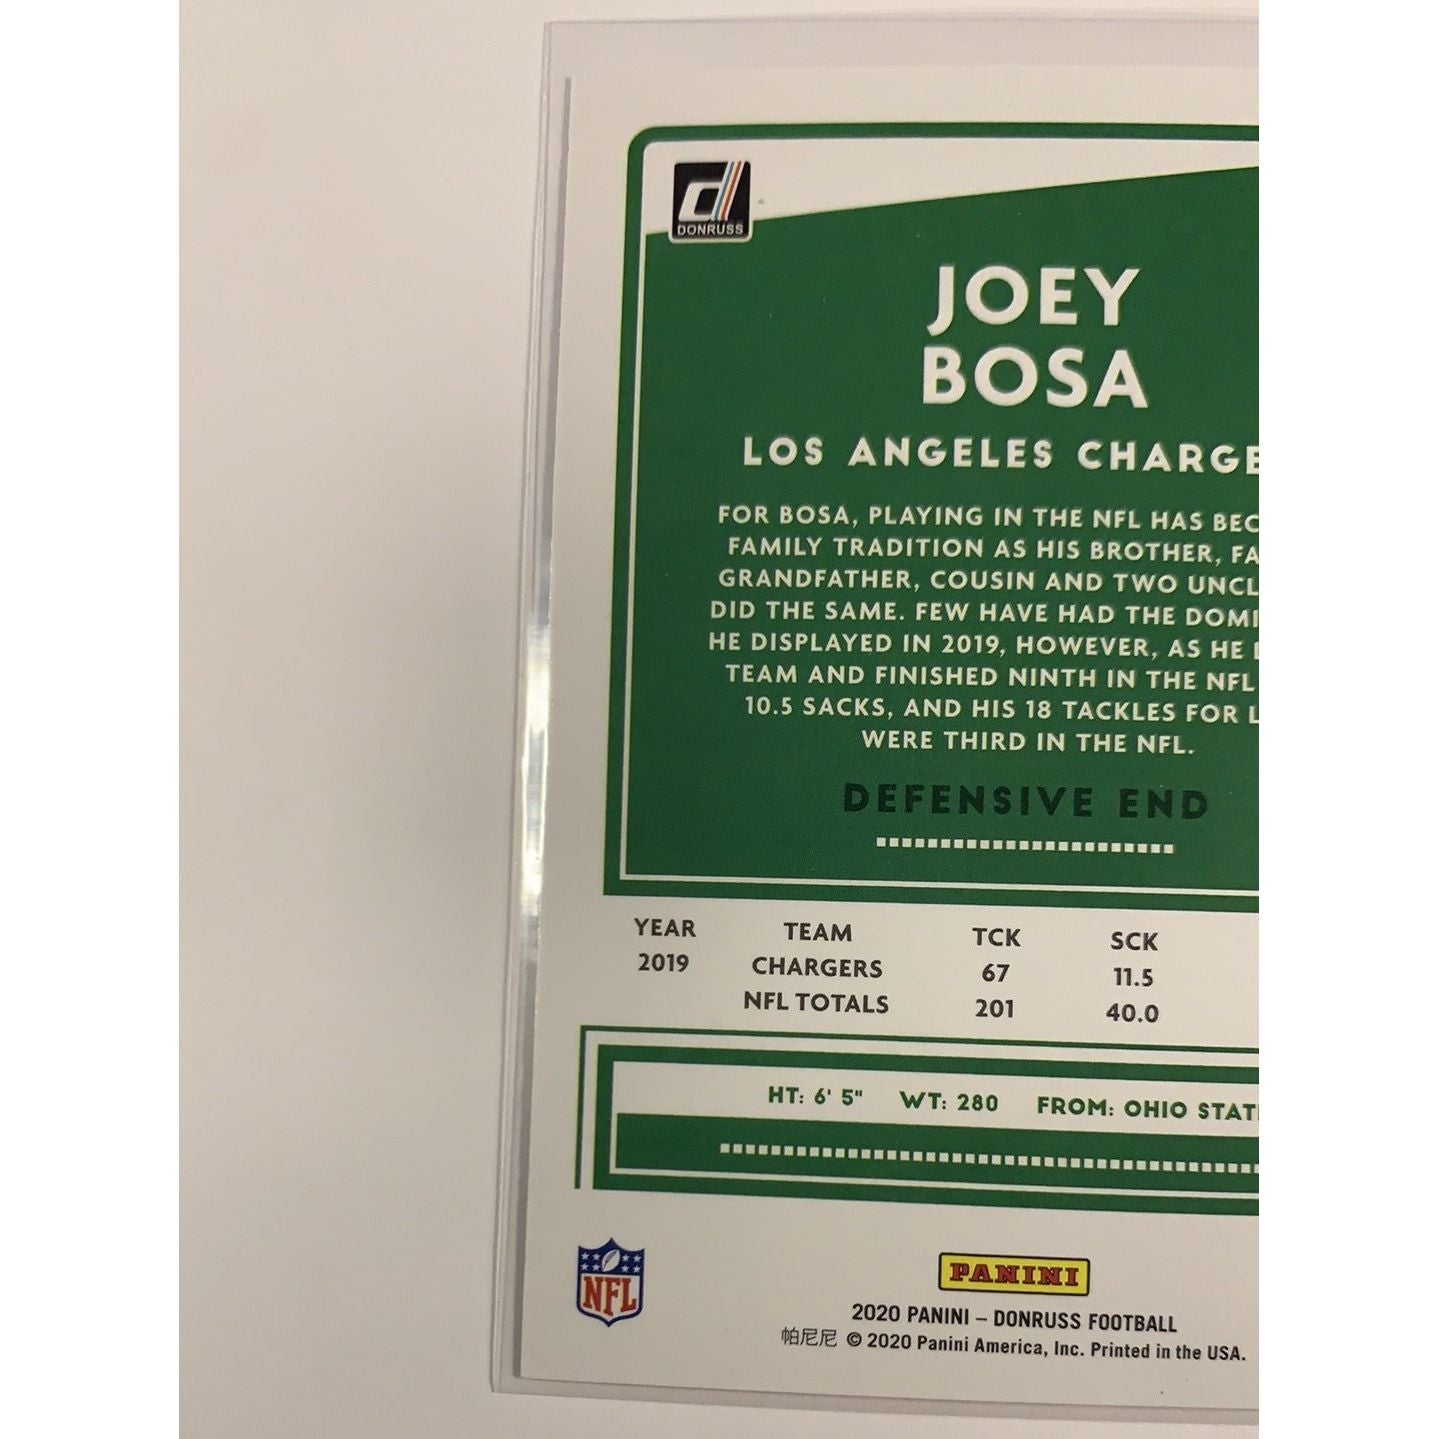 DONRUSS
JOEY
BOSA
LOS ANGELES CHARGE
FOR BOSA, PLAYING IN THE NFL HAS BEC
FAMILY TRADITION AS HIS BROTHER, FA
GRANDFATHER, COUSIN AND TWO UNCL
DID THE SAME. FEW HAVE HAD THE DOMI
HE DISPLAYED IN 2019, HOWEVER, AS HE
TEAM AND FINISHED NINTH IN THE NFL
10.5 SACKS, AND HIS 18 TACKLES FOR L
WERE THIRD IN THE NFL.
DEFENSIVE END
YEAR TEAM TCK SCK
2019 CHARGERS 67 11.5
NFL TOTALS 201 40.0
HT: 6' 5" WT: 280 FROM: OHIO STAT
NFL
PANINI
2020 PANINI – DONRUSS FOOTBALL
帕尼尼 © 2020 Panini America, Inc. Printed in the USA.